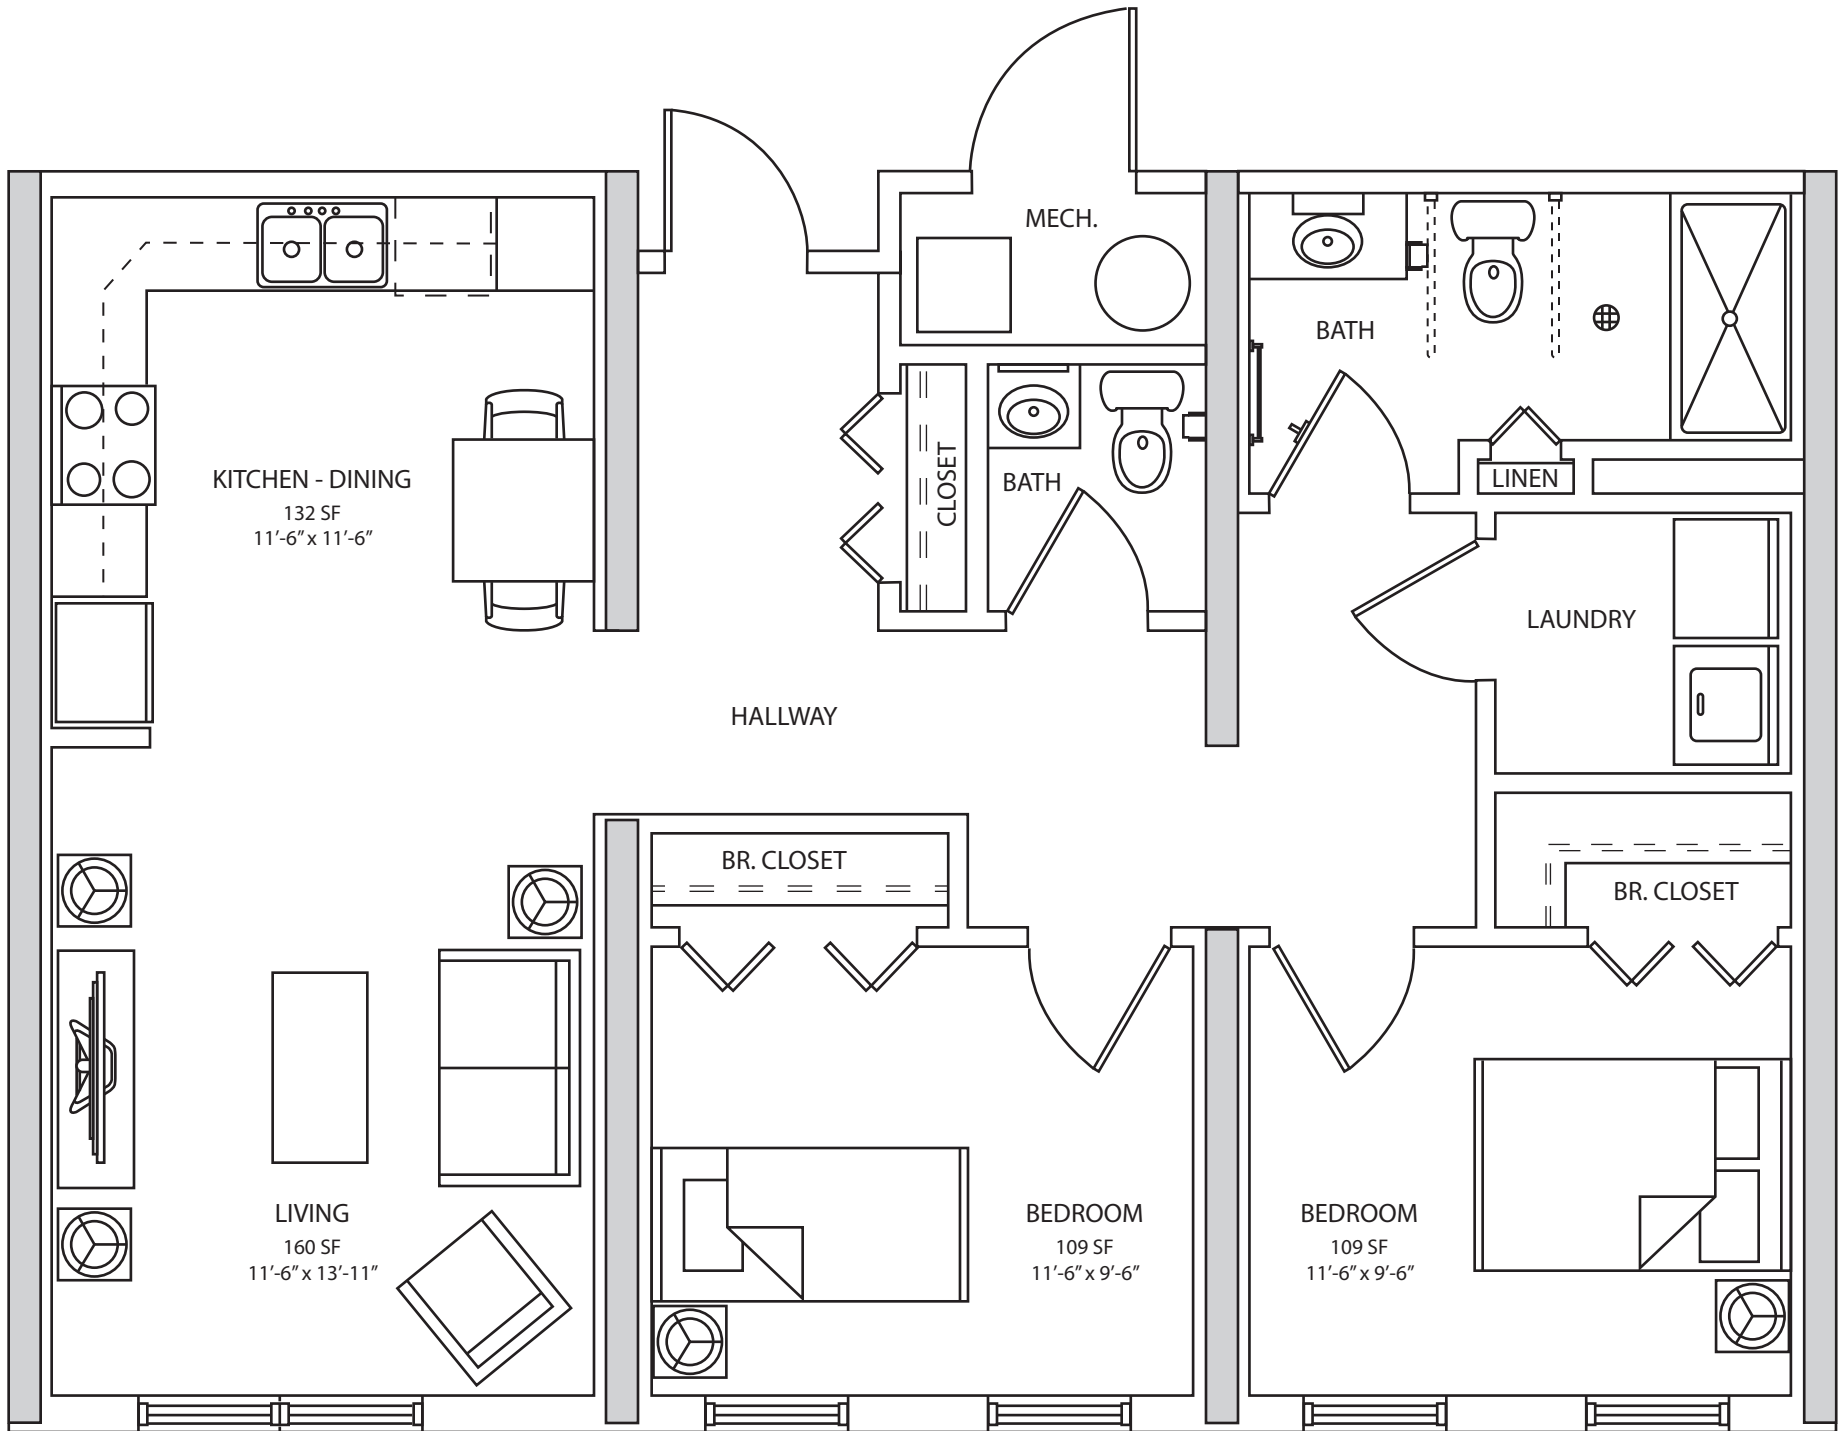 MECH.
BATH
KITCHEN - DINING
132 SF
11’-6” x 11’-6”
CLOSET
BATH
LINEN
LAUNDRY
HALLWAY
BR. CLOSET
BR. CLOSET
LIVING
160 SF
11’-6” x 13’-11”
BEDROOM
109 SF
11’-6” x 9’-6”
BEDROOM
109 SF
11’-6” x 9’-6”